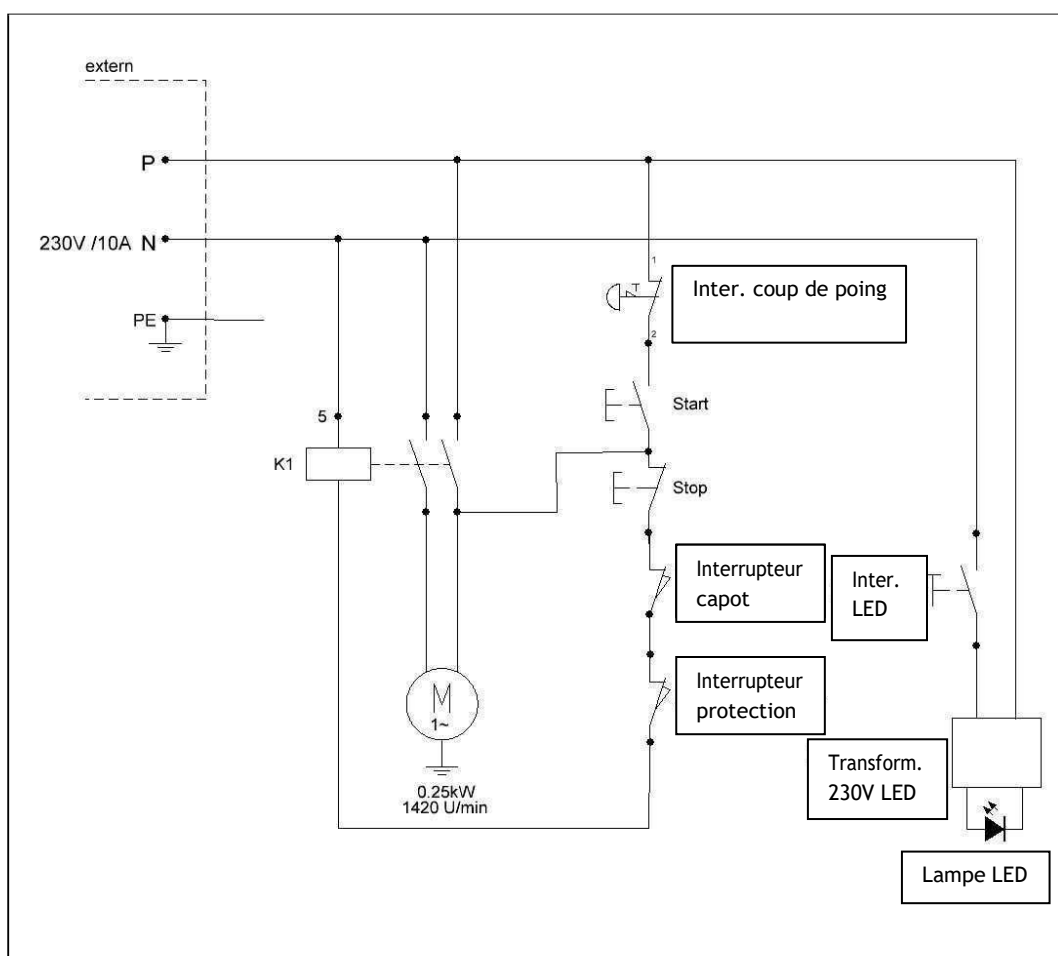 extern
P
230V /10A N
PE
1
Inter. coup de poing
2
Start
5
K1
Stop
Interrupteur
capot
Inter.
LED
Interrupteur
protection
M
1~
0.25kW
1420 U/min
Transform.
230V LED
Lampe LED